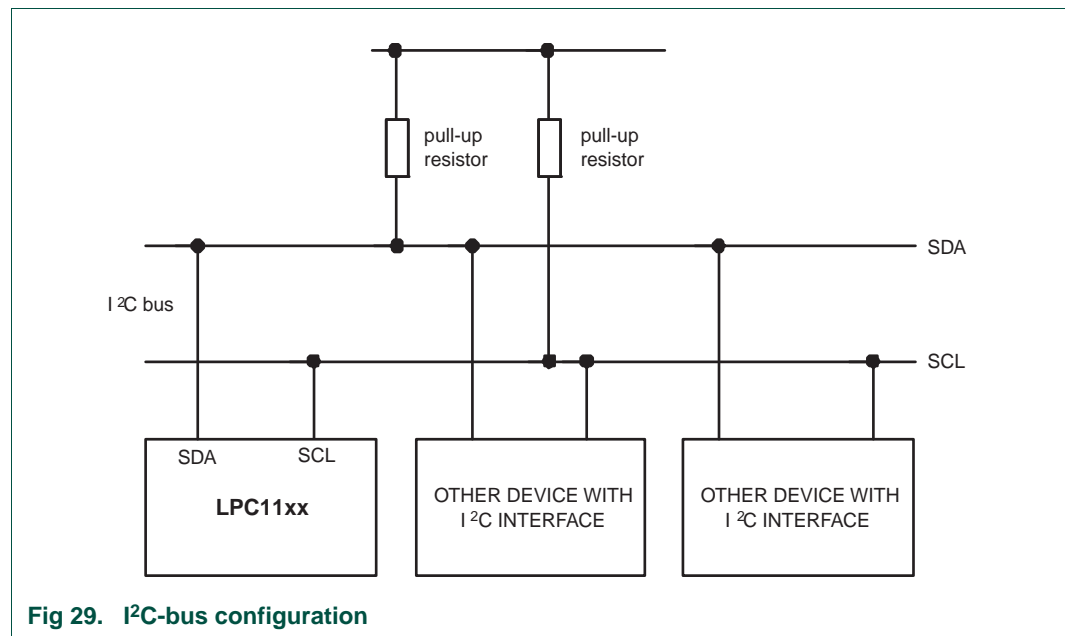 pull-up
resistor
pull-up
resistor
SDA
I ²C bus
SCL
SDA
SCL
LPC11xx
OTHER DEVICE WITH
I ²C INTERFACE
OTHER DEVICE WITH
I ²C INTERFACE
Fig 29. I²C-bus configuration